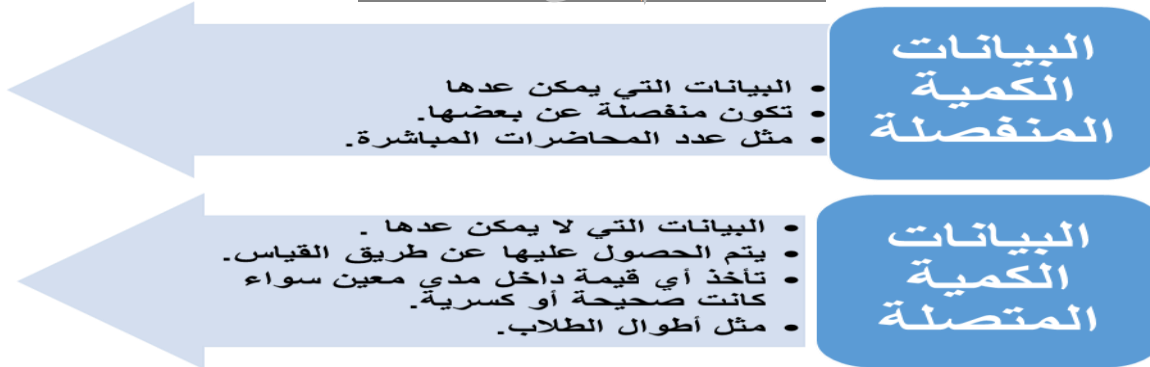 البيانات
الكمية
المنفصلة
• البيانات التي يمكن عدها
• تكون منفصلة عن بعضها.
• مثل عدد المحاضرات المباشرة.
البيانات
الكمية
المتصلة
• البيانات التي لا يمكن عدها .
• يتم الحصول عليها عن طريق القياس.
• تأخذ أي قيمة داخل مدى معين سواء
كانت صحيحة أو كسرية.
• مثل أطوال الطلاب.